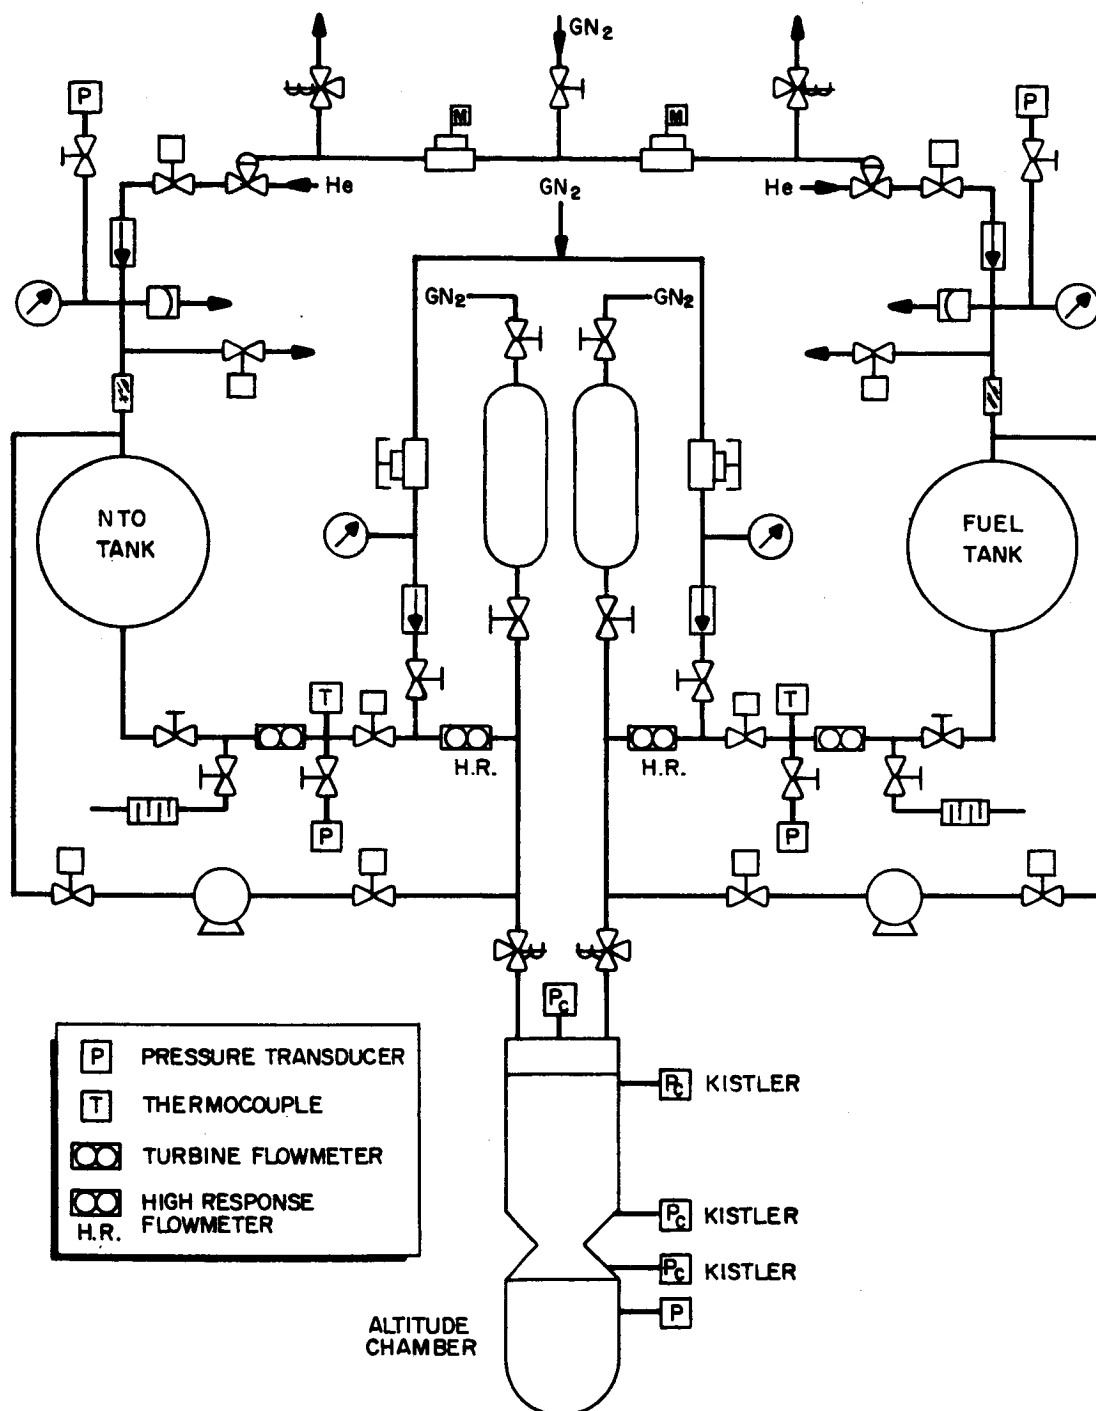 GN2
P
M
M
P
He
GN2
He
GN2
GN2
NTO
TANK
FUEL
TANK
T
T
H.R.
H.R.
P
P
Pc
P PRESSURE TRANSDUCER
Pc KISTLER
T THERMOCOUPLE
TURBINE FLOWMETER
HIGH RESPONSE
H.R. FLOWMETER
Pc KISTLER
Pc KISTLER
P
ALTITUDE
CHAMBER